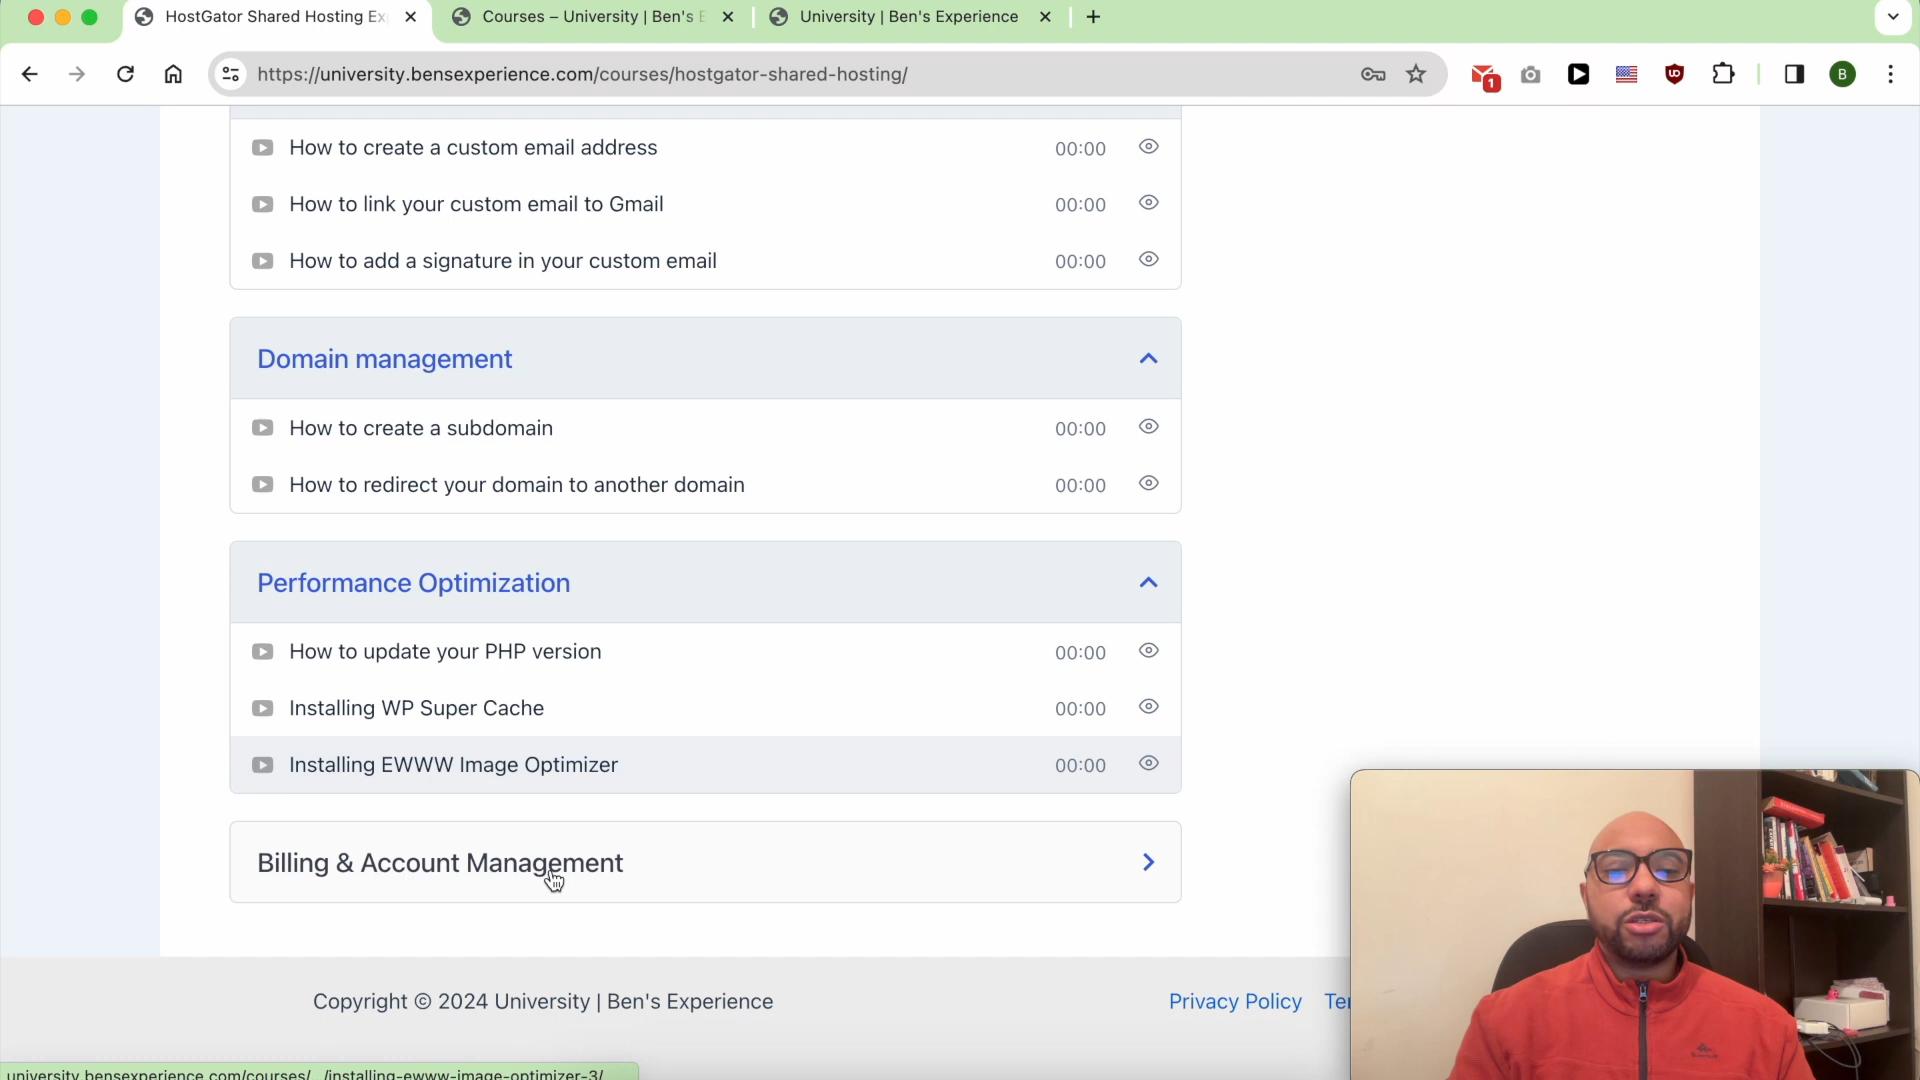 HostGator Shared Hosting Ex
Courses – University | Ben's E
University | Ben's Experience
https://university.bensexperience.com/courses/hostgator-shared-hosting/
1
B
How to create a custom email address 00:00
How to link your custom email to Gmail 00:00
How to add a signature in your custom email 00:00
Domain management
How to create a subdomain 00:00
How to redirect your domain to another domain 00:00
Performance Optimization
How to update your PHP version 00:00
Installing WP Super Cache 00:00
Installing EWWW Image Optimizer 00:00
Billing & Account Management
Copyright © 2024 University | Ben's Experience
Privacy Policy Ter
university.bensexperience.com/courses/.../installing-ewww-image-optimizer-3/